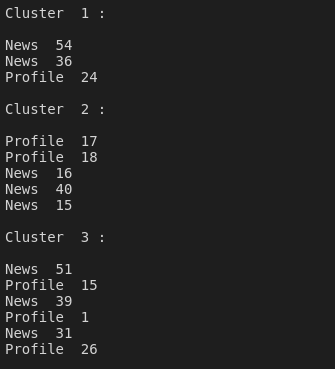 Cluster  1 :
News  54
News  36
Profile  24
Cluster  2 :
Profile  17
Profile  18
News  16
News  40
News  15
Cluster  3 :
News  51
Profile  15
News  39
Profile  1
News  31
Profile  26